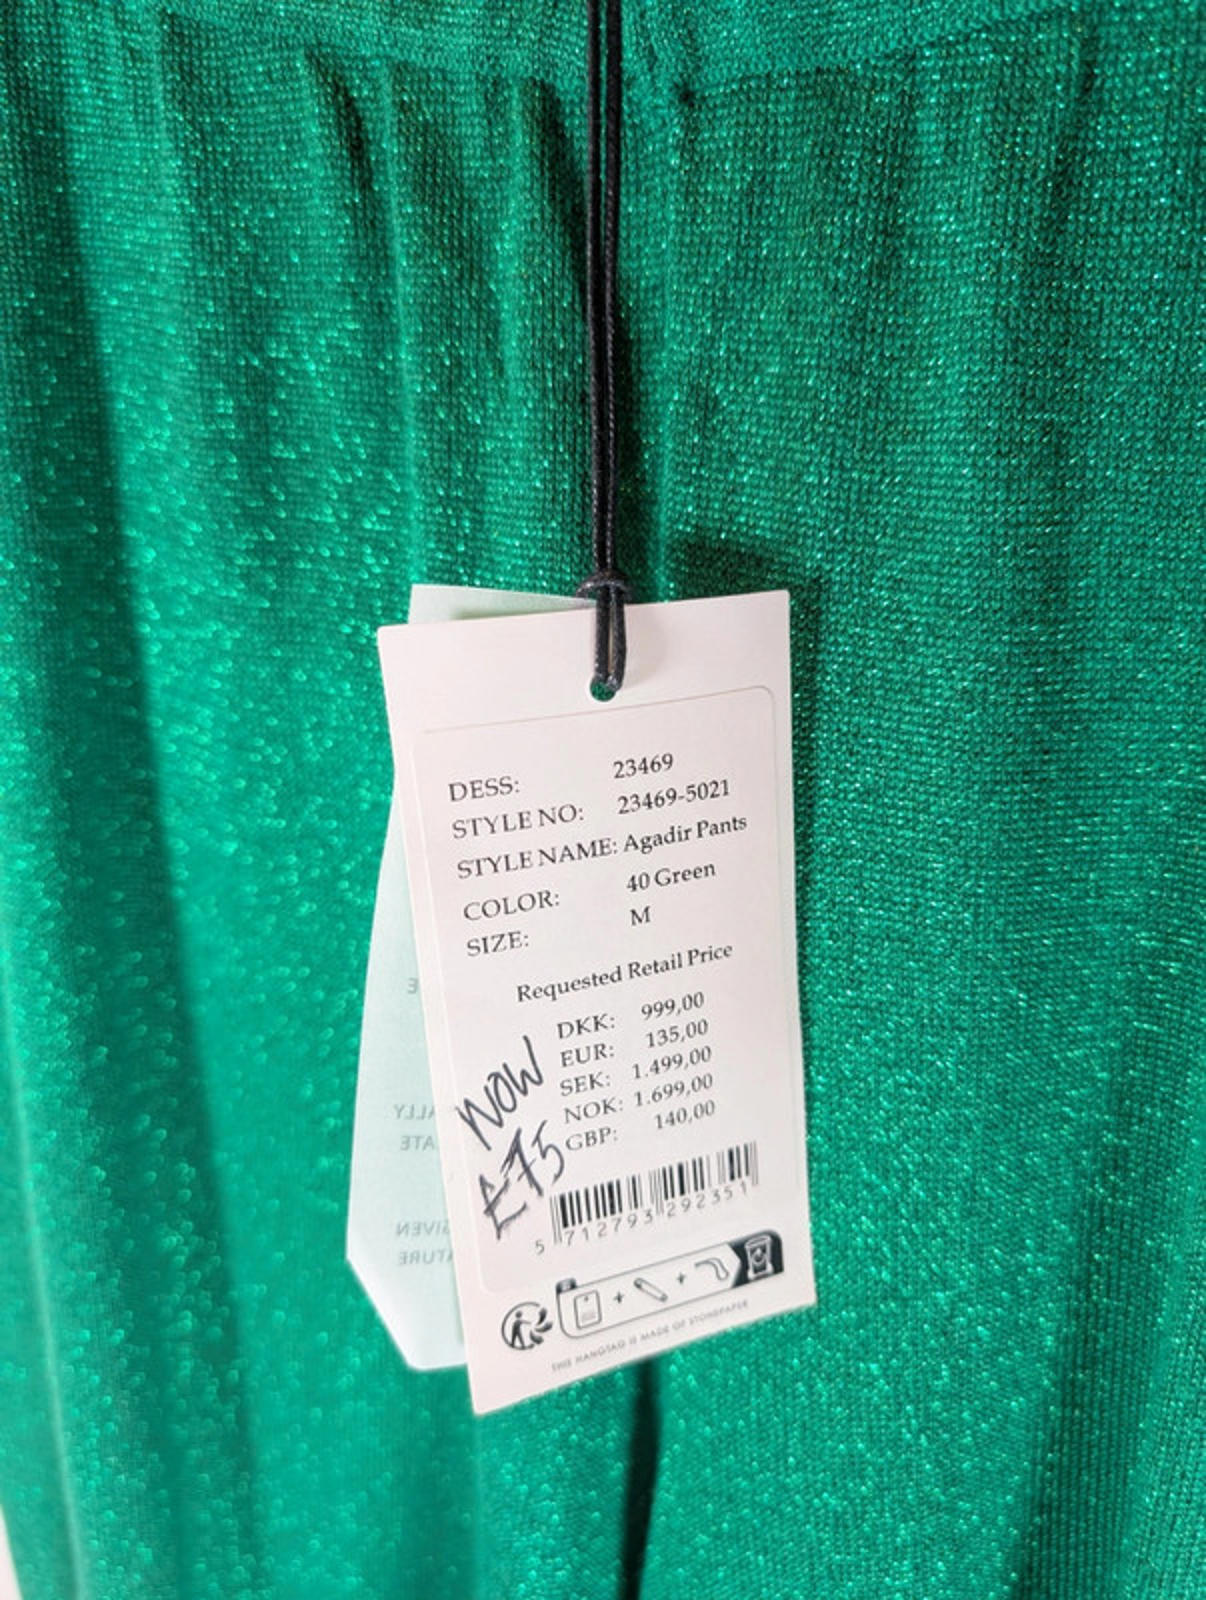 DESS: 23469
STYLE NO: 23469-5021
STYLE NAME: Agadir Pants
COLOR: 40 Green
SIZE: M
Requested Retail Price
DKK: 999,00
EUR: 135,00
SEK: 1.499,00
NOK: 1.699,00
GBP: 140,00
NOW
£75
5 712793 292351
THIS HANGTAG IS MADE OF STONEPAPER